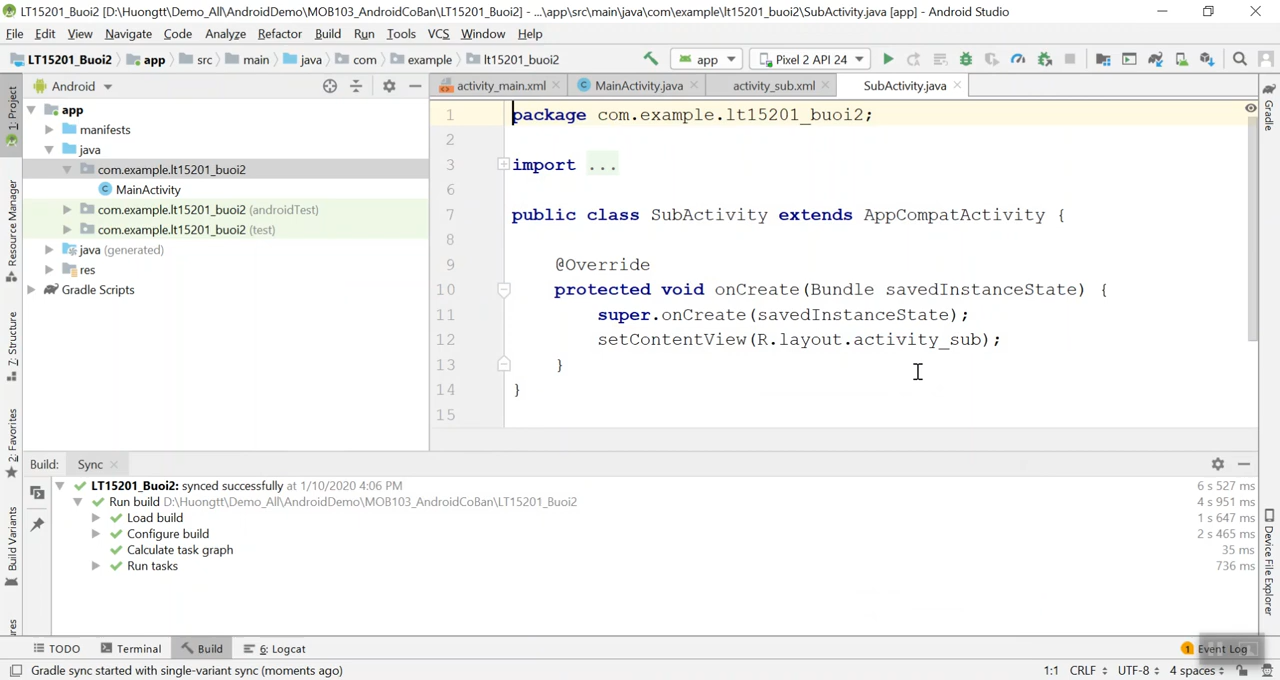 LT15201_Buoi2 [D:\Huongtt\Demo_All\AndroidDemo\MOB103_AndroidCoBan\LT15201_Buoi2] - ...\app\src\main\java\com\example\lt15201_buoi2\SubActivity.java [app] - Android Studio
File Edit View Navigate Code Analyze Refactor Build Run Tools VCS Window Help
LT15201_Buoi2 app src main java com example lt15201_buoi2 app Pixel 2 API 24
1: Project
Resource Manager
7: Structure
2: Favorites
Build Variants
Android
app
manifests
java
com.example.lt15201_buoi2
MainActivity
com.example.lt15201_buoi2 (androidTest)
com.example.lt15201_buoi2 (test)
java (generated)
res
Gradle Scripts
activity_main.xml MainActivity.java activity_sub.xml SubActivity.java
1 package com.example.lt15201_buoi2;
2
3 import ...
6
7 public class SubActivity extends AppCompatActivity {
8
9 @Override
10 protected void onCreate(Bundle savedInstanceState) {
11 super.onCreate(savedInstanceState);
12 setContentView(R.layout.activity_sub);
13 }
14 }
15
Gradle
Device File Explorer
Build: Sync
LT15201_Buoi2: synced successfully at 1/10/2020 4:06 PM 6 s 527 ms
Run build D:\Huongtt\Demo_All\AndroidDemo\MOB103_AndroidCoBan\LT15201_Buoi2 4 s 951 ms
Load build 1 s 647 ms
Configure build 2 s 465 ms
Calculate task graph 35 ms
Run tasks 736 ms
TODO Terminal Build 6: Logcat 1 Event Log
Gradle sync started with single-variant sync (moments ago) 1:1 CRLF UTF-8 4 spaces